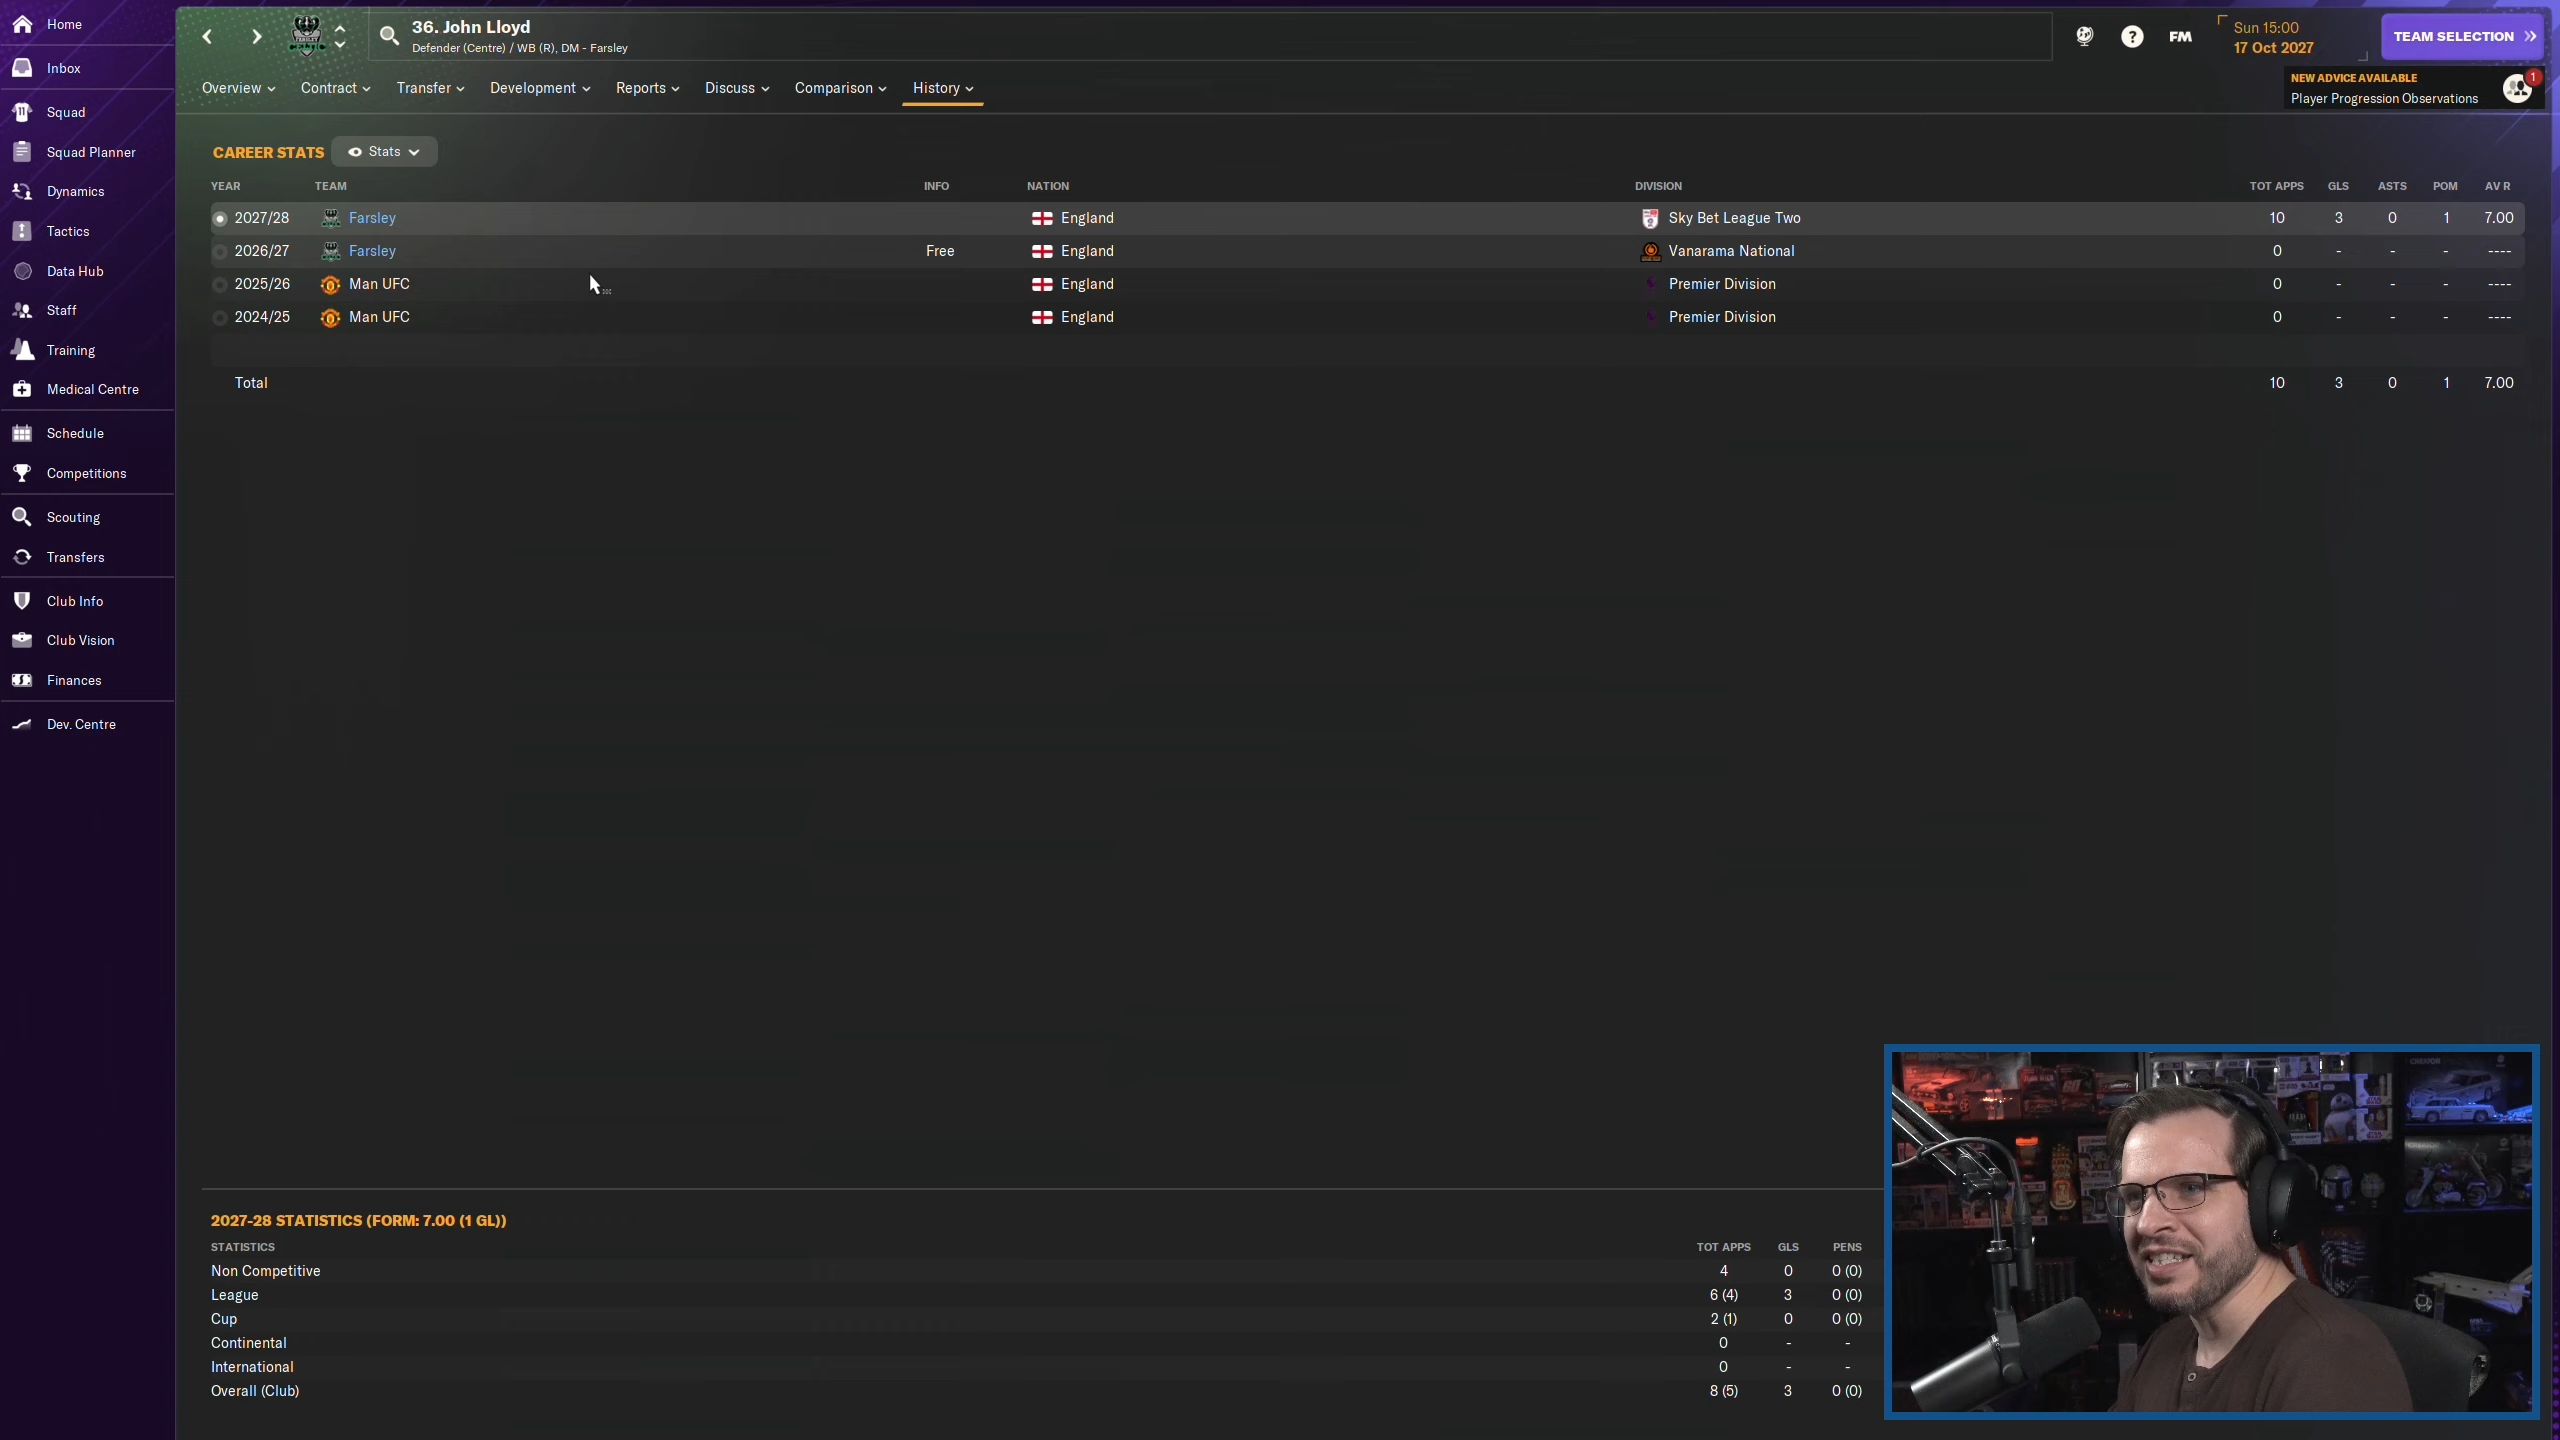 Home
Inbox
Squad
Squad Planner
Dynamics
Tactics
Data Hub
Staff
Training
Medical Centre
Schedule
Competitions
Scouting
Transfers
Club Info
Club Vision
Finances
Dev. Centre
36. John Lloyd
Defender (Centre) / WB (R), DM - Farsley
FM
Sun 15:00
17 Oct 2027
TEAM SELECTION
Overview Contract Transfer Development Reports Discuss Comparison History
NEW ADVICE AVAILABLE
Player Progression Observations
1
CAREER STATS Stats
YEAR TEAM INFO NATION DIVISION TOT APPS GLS ASTS POM AV R
2027/28 Farsley England Sky Bet League Two 10 3 0 1 7.00
2026/27 Farsley Free England Vanarama National 0 - - - ----
2025/26 Man UFC England Premier Division 0 - - - ----
2024/25 Man UFC England Premier Division 0 - - - ----
Total 10 3 0 1 7.00
2027-28 STATISTICS (FORM: 7.00 (1 GL))
STATISTICS TOT APPS GLS PENS
Non Competitive 4 0 0 (0)
League 6 (4) 3 0 (0)
Cup 2 (1) 0 0 (0)
Continental 0 - -
International 0 - -
Overall (Club) 8 (5) 3 0 (0)